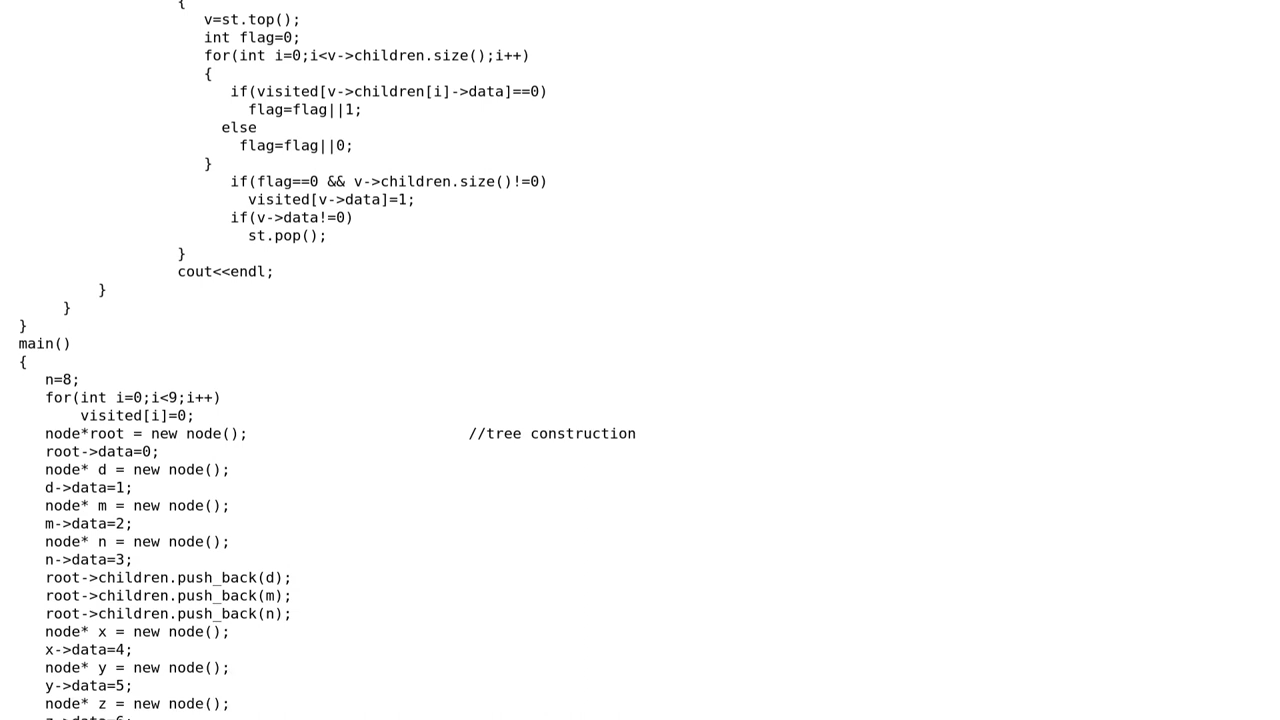 {
v=st.top();
int flag=0;
for(int i=0;i<v->children.size();i++)
{
if(visited[v->children[i]->data]==0)
flag=flag||1;
else
flag=flag||0;
}
if(flag==0 && v->children.size()!=0)
visited[v->data]=1;
if(v->data!=0)
st.pop();
}
cout<<endl;
}
}
}
main()
{
n=8;
for(int i=0;i<9;i++)
visited[i]=0;
node*root = new node(); //tree construction
root->data=0;
node* d = new node();
d->data=1;
node* m = new node();
m->data=2;
node* n = new node();
n->data=3;
root->children.push_back(d);
root->children.push_back(m);
root->children.push_back(n);
node* x = new node();
x->data=4;
node* y = new node();
y->data=5;
node* z = new node();
z->data=6;